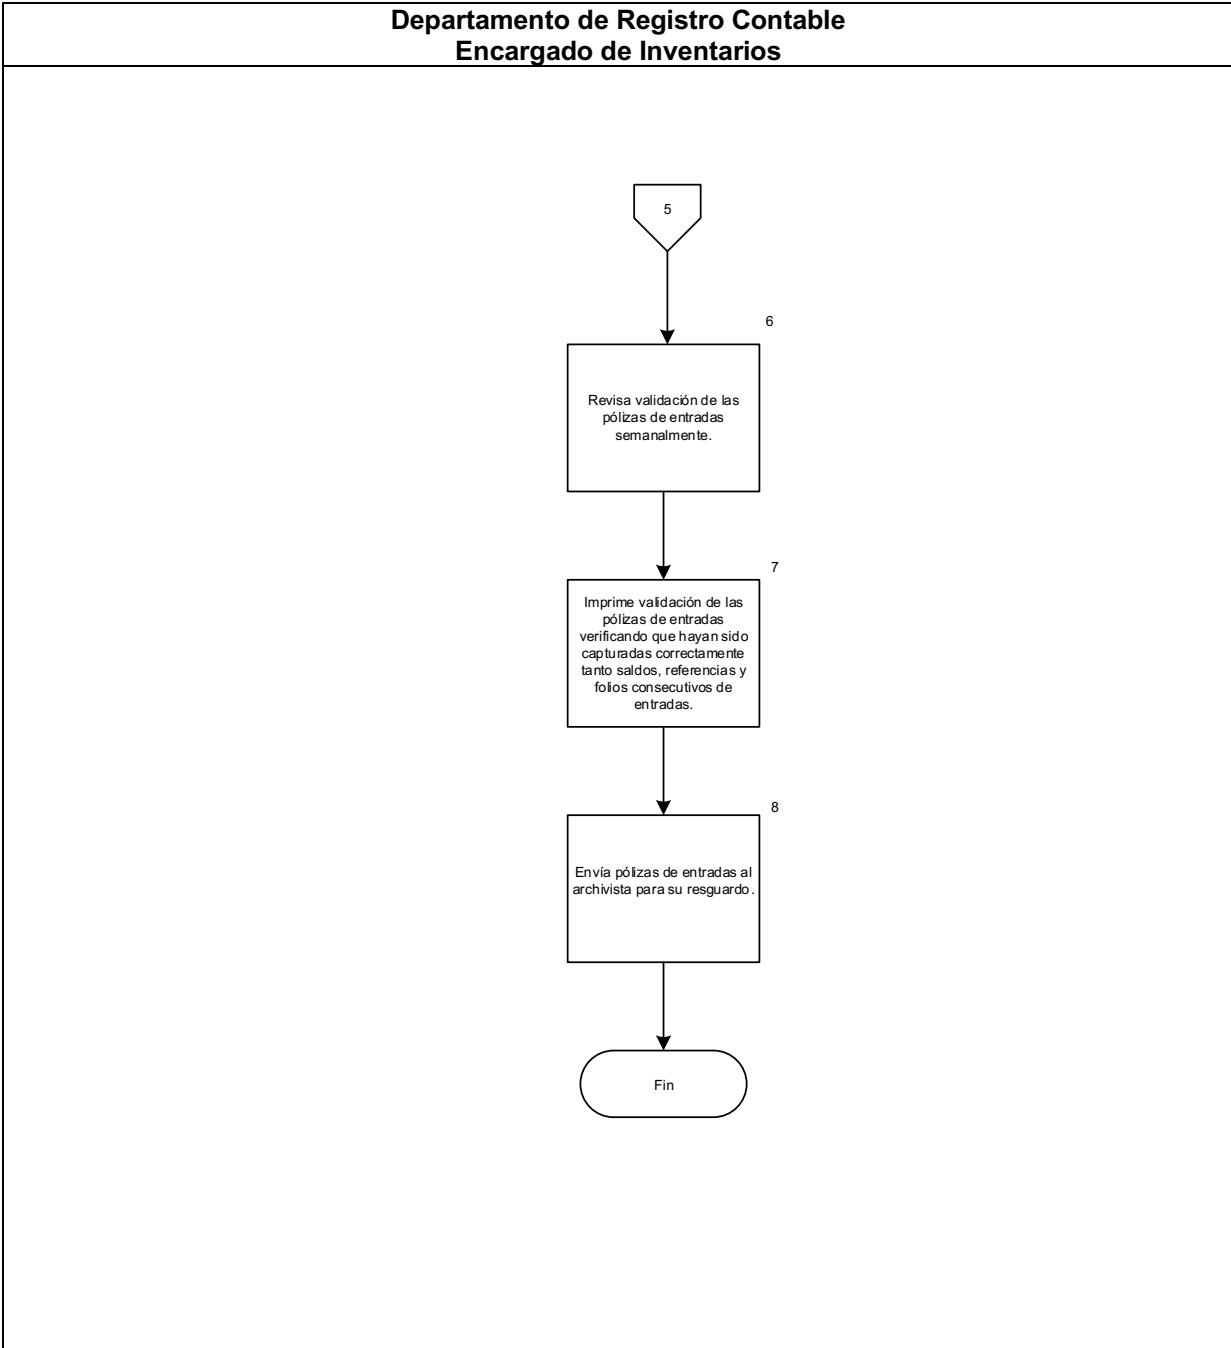 Departamento de Registro Contable
Encargado de Inventarios
5
6
Revisa validación de las
pólizas de entradas
semanalmente.
7
Imprime validación de las
pólizas de entradas
verificando que hayan sido
capturadas correctamente
tanto saldos, referencias y
folios consecutivos de
entradas.
8
Envía pólizas de entradas al
archivista para su resguardo.
Fin